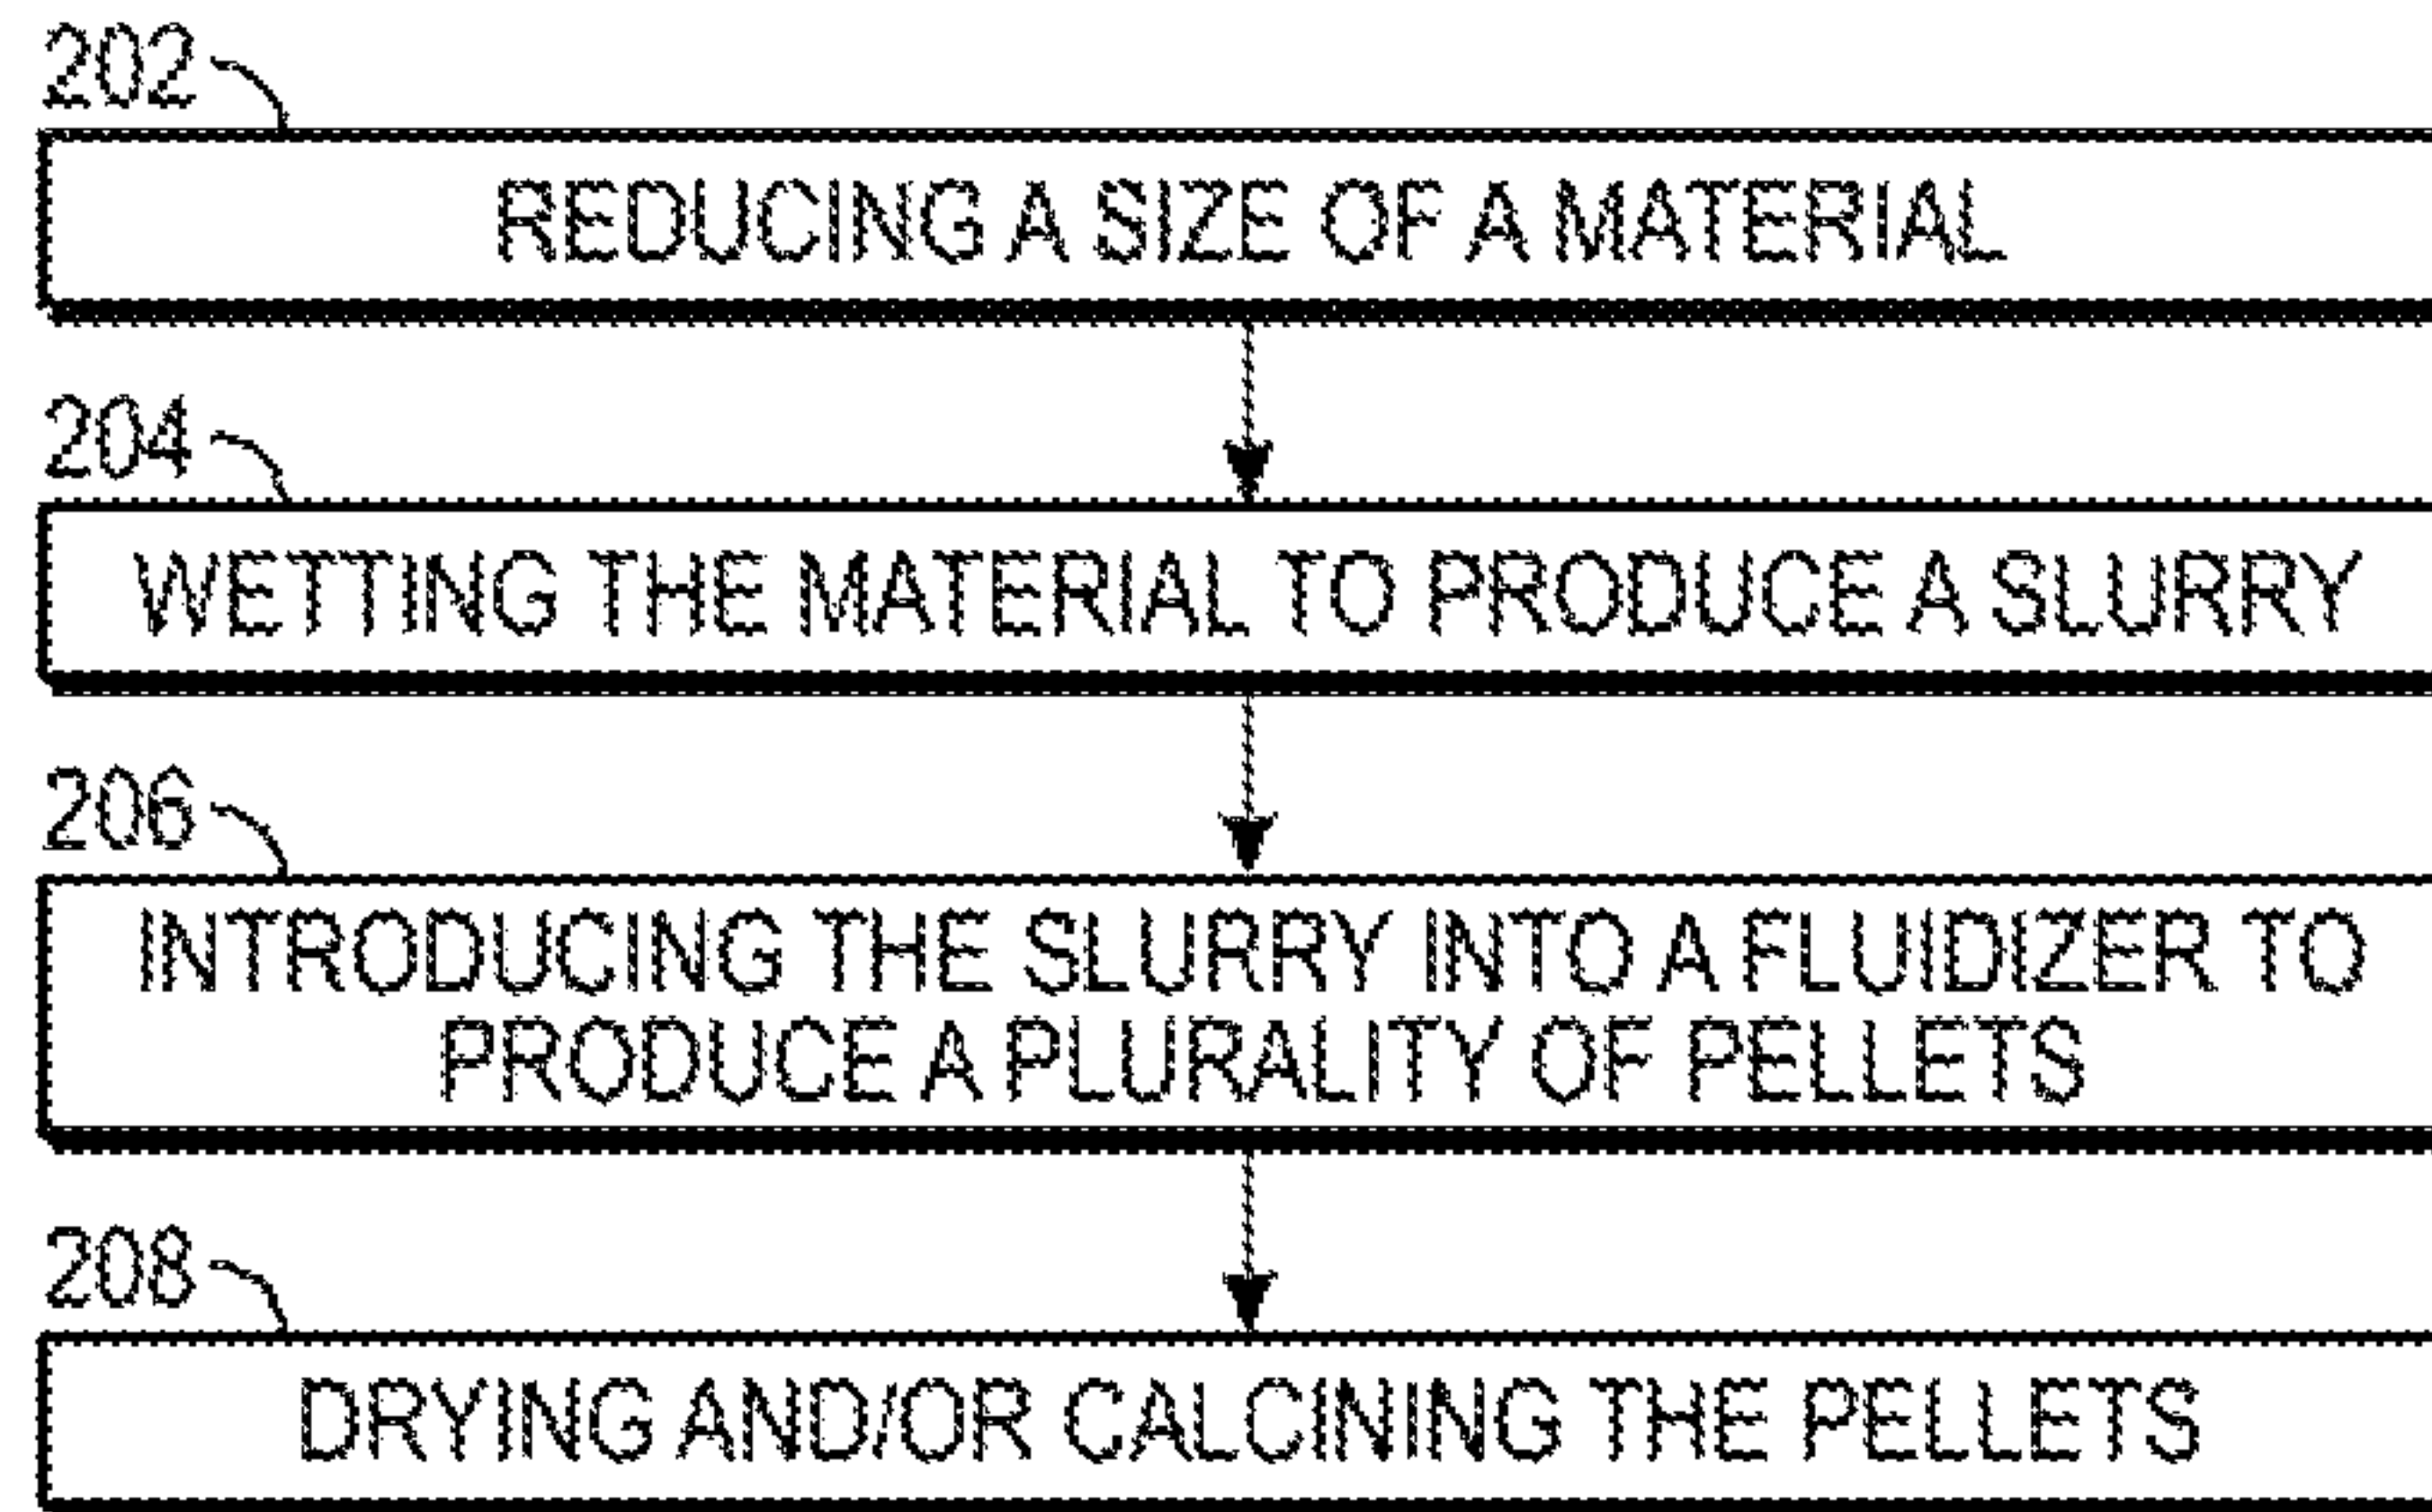 202
REDUCING A SIZE OF A MATERIAL
204
WETTING THE MATERIAL TO PRODUCE A SLURRY
206
INTRODUCING THE SLURRY INTO A FLUIDIZER TO
PRODUCE A PLURALITY OF PELLETS
208
DRYING AND/OR CALCINING THE PELLETS